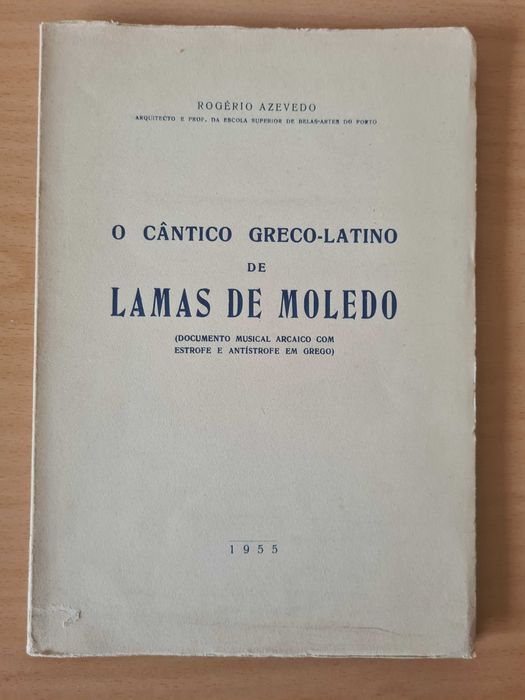 ROGÉRIO AZEVEDO
ARQUITECTO E PROF. DA ESCOLA SUPERIOR DE BELAS-ARTES DO PORTO
O CÂNTICO GRECO-LATINO
DE
LAMAS DE MOLEDO
(DOCUMENTO MUSICAL ARCAICO COM
ESTROFE E ANTÍSTROFE EM GREGO)
1955